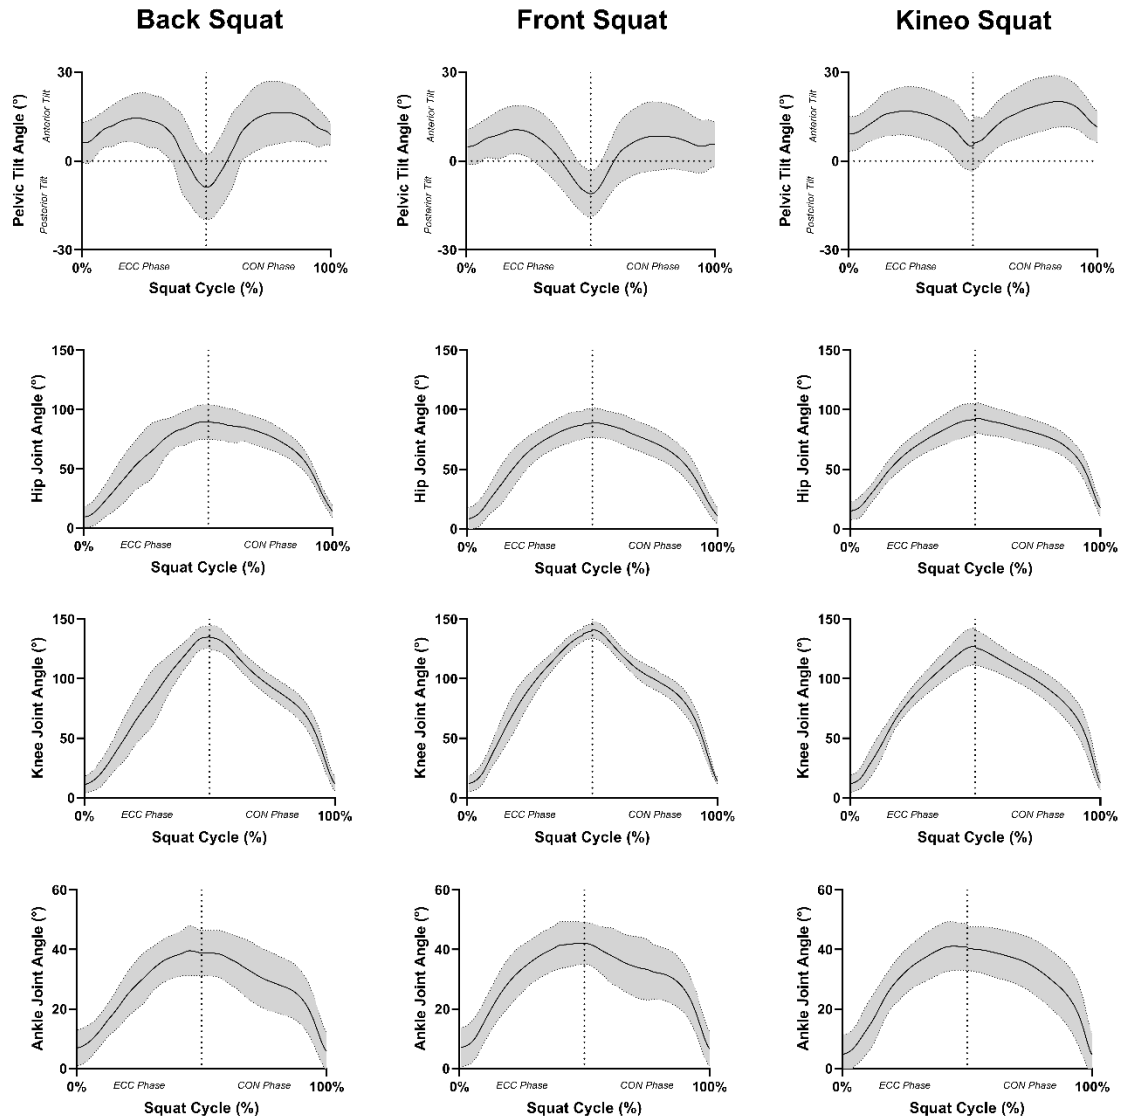 Back Squat
Front Squat
Kineo Squat
Pelvic Tilt Angle (°)
Anterior Tilt
Posterior Tilt
30
0
-30
0%
ECC Phase
CON Phase
100%
Squat Cycle (%)
Pelvic Tilt Angle (°)
Anterior Tilt
Posterior Tilt
30
0
-30
0%
ECC Phase
CON Phase
100%
Squat Cycle (%)
Pelvic Tilt Angle (°)
Anterior Tilt
Posterior Tilt
30
0
-30
0%
ECC Phase
CON Phase
100%
Squat Cycle (%)
Hip Joint Angle (°)
150
100
50
0
0%
ECC Phase
CON Phase
100%
Squat Cycle (%)
Hip Joint Angle (°)
150
100
50
0
0%
ECC Phase
CON Phase
100%
Squat Cycle (%)
Hip Joint Angle (°)
150
100
50
0
0%
ECC Phase
CON Phase
100%
Squat Cycle (%)
Knee Joint Angle (°)
150
100
50
0
0%
ECC Phase
CON Phase
100%
Squat Cycle (%)
Knee Joint Angle (°)
150
100
50
0
0%
ECC Phase
CON Phase
100%
Squat Cycle (%)
Knee Joint Angle (°)
150
100
50
0
0%
ECC Phase
CON Phase
100%
Squat Cycle (%)
Ankle Joint Angle (°)
60
40
20
0
0%
ECC Phase
CON Phase
100%
Squat Cycle (%)
Ankle Joint Angle (°)
60
40
20
0
0%
ECC Phase
CON Phase
100%
Squat Cycle (%)
Ankle Joint Angle (°)
60
40
20
0
0%
ECC Phase
CON Phase
100%
Squat Cycle (%)